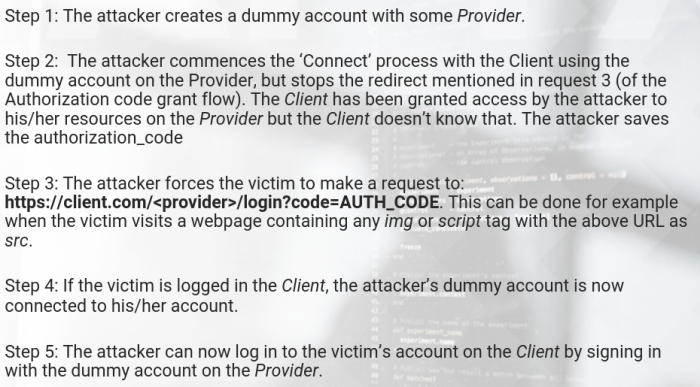 Step 1: The attacker creates a dummy account with some Provider.
Step 2:  The attacker commences the ‘Connect’ process with the Client using the
dummy account on the Provider, but stops the redirect mentioned in request 3 (of the
Authorization code grant flow). The Client has been granted access by the attacker to
his/her resources on the Provider but the Client doesn’t know that. The attacker saves
the authorization_code
Step 3: The attacker forces the victim to make a request to:
https://client.com/<provider>/login?code=AUTH_CODE. This can be done for example
when the victim visits a webpage containing any img or script tag with the above URL as
src.
Step 4: If the victim is logged in the Client, the attacker’s dummy account is now
connected to his/her account.
Step 5: The attacker can now log in to the victim’s account on the Client by signing in
with the dummy account on the Provider.